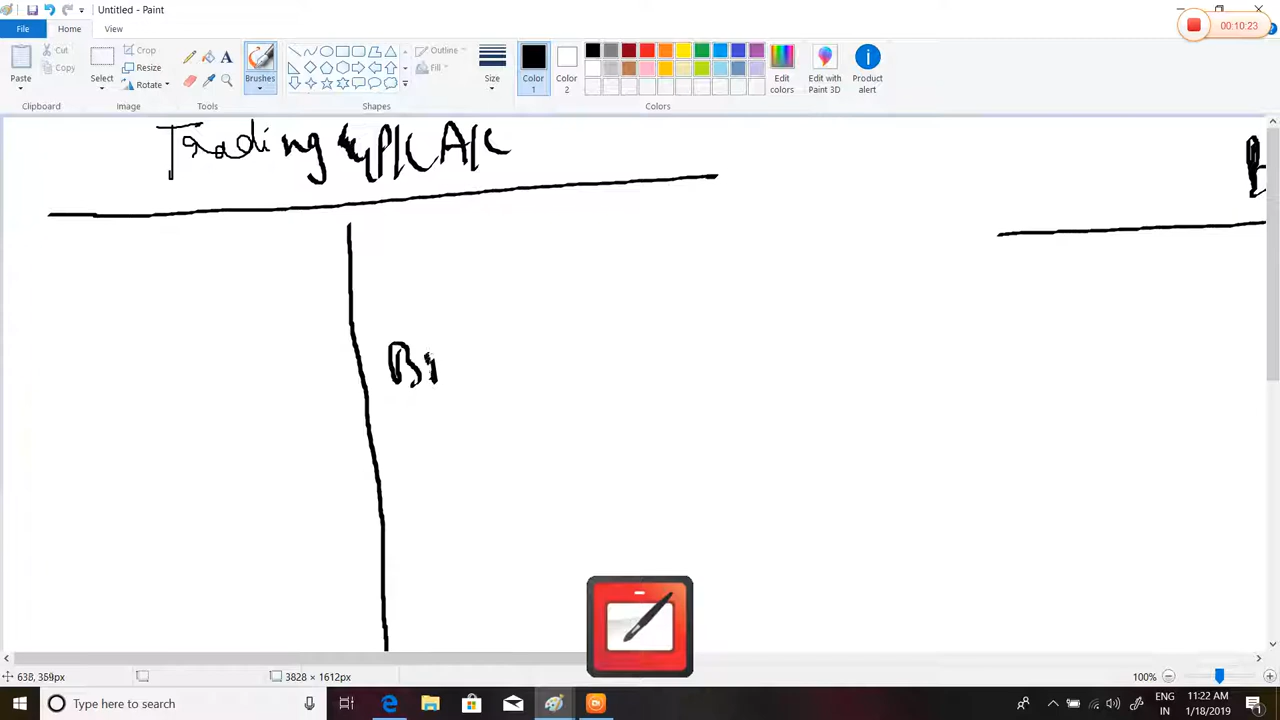 Untitled - Paint
00:10:23
File
Home
View
Paste
Cut
Copy
Clipboard
Select
Crop
Resize
Rotate
Image
Tools
Brushes
Outline
Fill
Shapes
Size
Color 1
Color 2
Edit colors
Edit with Paint 3D
Product alert
Colors
Trading & P/L A/C
B
By
638, 359px
3828 × 1612px
100%
Type here to search
ENG
IN
11:22 AM
1/18/2019